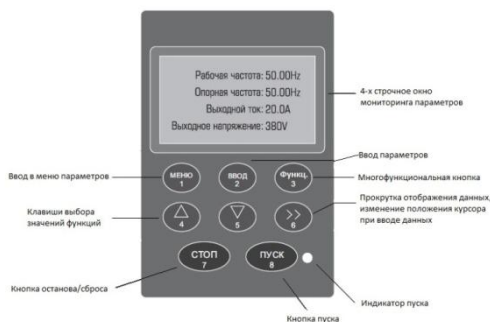 Рабочая частота: 50.00Hz
Опорная частота: 50.00Hz
Выходной ток: 20.0A
Выходное напряжение: 380V
4-х строчное окно
мониторинга параметров
Ввод параметров
Ввод в меню параметров
МЕНЮ
1
ВВОД
2
Функц.
3
Многофункциональная кнопка
Клавиши выбора
значений функций
4
5
>>
6
Прокрутка отображения данных,
изменение положения курсора
при вводе данных
СТОП
7
ПУСК
8
Кнопка останова/сброса
Индикатор пуска
Кнопка пуска